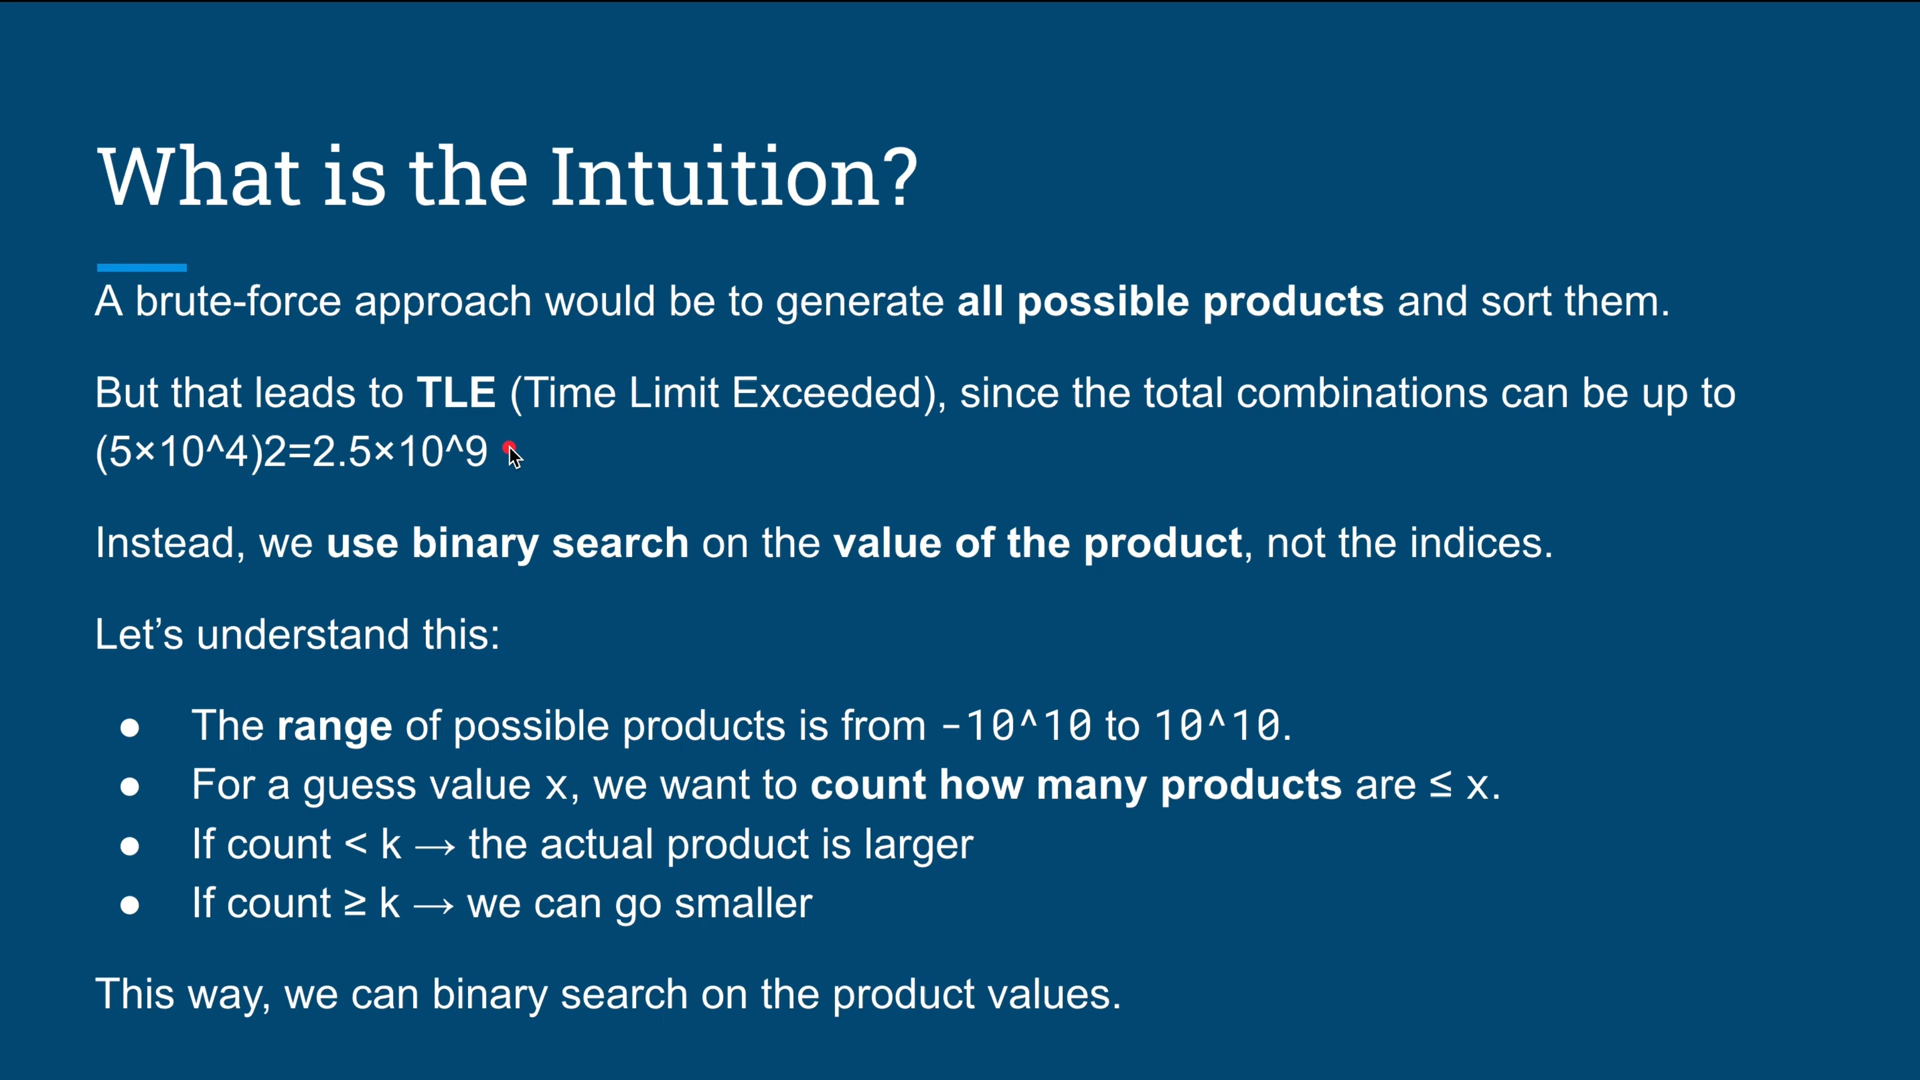 What is the Intuition?
A brute-force approach would be to generate all possible products and sort them.
But that leads to TLE (Time Limit Exceeded), since the total combinations can be up to
(5×10^4)2=2.5×10^9
Instead, we use binary search on the value of the product, not the indices.
Let’s understand this:
● The range of possible products is from -10^10 to 10^10.
● For a guess value x, we want to count how many products are ≤ x.
● If count < k → the actual product is larger
● If count ≥ k → we can go smaller
This way, we can binary search on the product values.